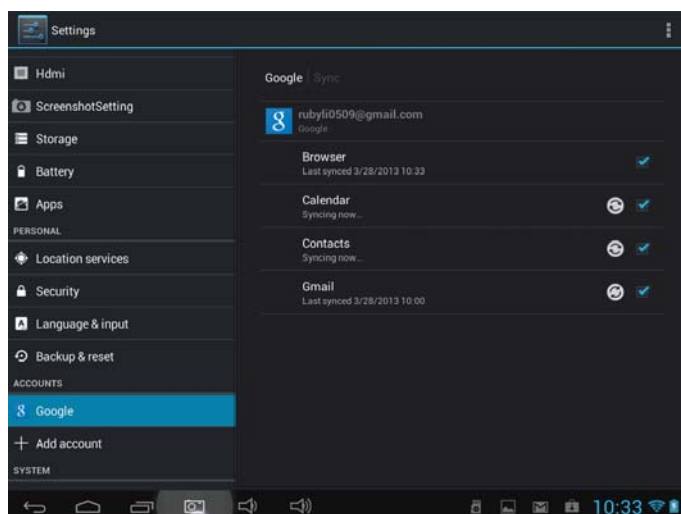 Settings
Hdmi
ScreenshotSetting
Storage
Battery
Apps
PERSONAL
Location services
Security
Language & input
Backup & reset
ACCOUNTS
8 Google
Add account
SYSTEM
Google Sync
8 rubyli0509@gmail.com
Google
Browser
Last synced 3/28/2013 10:33
Calendar
Syncing now...
Contacts
Syncing now...
Gmail
Last synced 3/28/2013 10:00
10:33